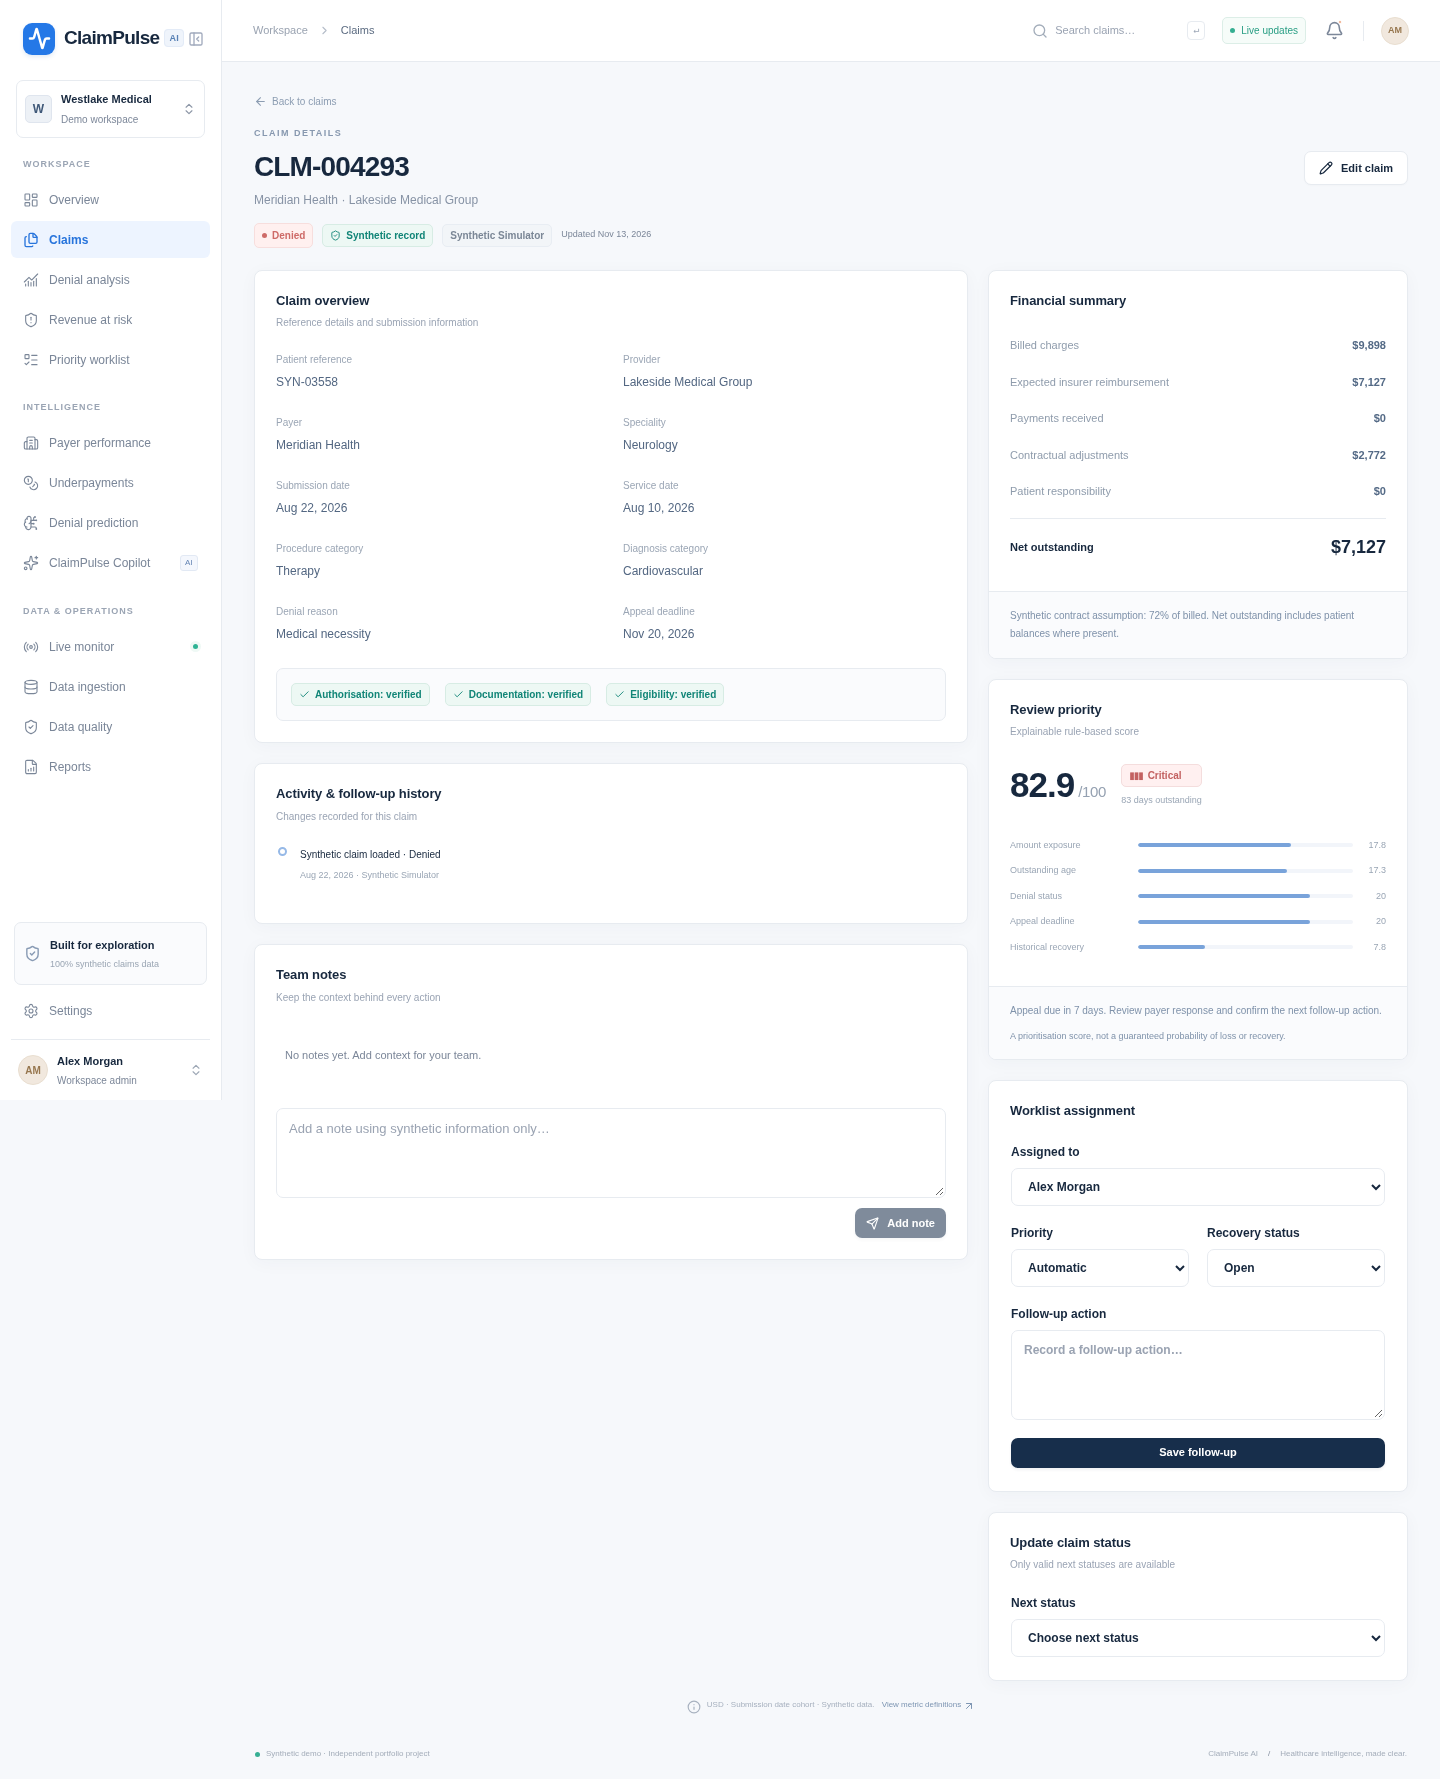 ClaimPulse AI
W
Westlake Medical
Demo workspace
WORKSPACE
Overview
Claims
Denial analysis
Revenue at risk
Priority worklist
INTELLIGENCE
Payer performance
Underpayments
Denial prediction
ClaimPulse Copilot AI
DATA & OPERATIONS
Live monitor
Data ingestion
Data quality
Reports
Built for exploration
100% synthetic claims data
Settings
AM
Alex Morgan
Workspace admin
Workspace > Claims
Search claims… ↵
Live updates
AM
← Back to claims
CLAIM DETAILS
CLM-004293
Meridian Health · Lakeside Medical Group
Denied Synthetic record Synthetic Simulator Updated Nov 13, 2026
Edit claim
Claim overview
Reference details and submission information
Patient reference Provider
SYN-03558 Lakeside Medical Group
Payer Speciality
Meridian Health Neurology
Submission date Service date
Aug 22, 2026 Aug 10, 2026
Procedure category Diagnosis category
Therapy Cardiovascular
Denial reason Appeal deadline
Medical necessity Nov 20, 2026
Authorisation: verified Documentation: verified Eligibility: verified
Activity & follow-up history
Changes recorded for this claim
Synthetic claim loaded · Denied
Aug 22, 2026 · Synthetic Simulator
Team notes
Keep the context behind every action
No notes yet. Add context for your team.
Add a note using synthetic information only…
Add note
Financial summary
Billed charges $9,898
Expected insurer reimbursement $7,127
Payments received $0
Contractual adjustments $2,772
Patient responsibility $0
Net outstanding $7,127
Synthetic contract assumption: 72% of billed. Net outstanding includes patient
balances where present.
Review priority
Explainable rule-based score
82.9 /100
Critical
83 days outstanding
Amount exposure 17.8
Outstanding age 17.3
Denial status 20
Appeal deadline 20
Historical recovery 7.8
Appeal due in 7 days. Review payer response and confirm the next follow-up action.
A prioritisation score, not a guaranteed probability of loss or recovery.
Worklist assignment
Assigned to
Alex Morgan
Priority Recovery status
Automatic Open
Follow-up action
Record a follow-up action…
Save follow-up
Update claim status
Only valid next statuses are available
Next status
Choose next status
USD · Submission date cohort · Synthetic data. View metric definitions
Synthetic demo · Independent portfolio project
ClaimPulse AI / Healthcare intelligence, made clear.